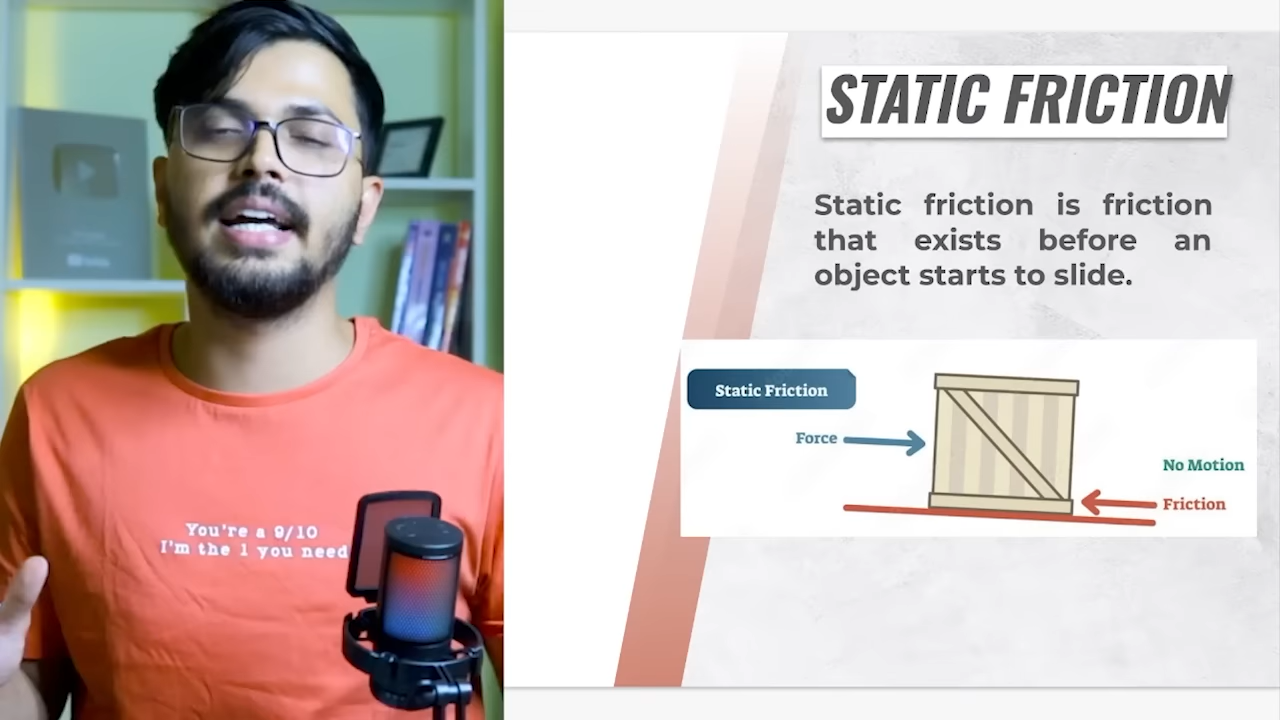 You're a 9/10
I'm the 1 you need
STATIC FRICTION
Static friction is friction
that exists before an
object starts to slide.
Static Friction
Force
No Motion
Friction